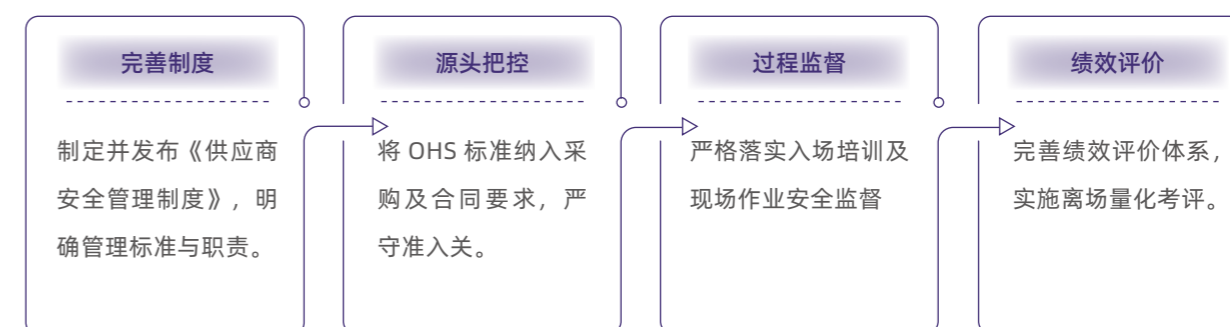 完善制度
制定并发布《供应商
安全管理制度》，明
确管理标准与职责。
源头把控
将 OHS 标准纳入采
购及合同要求，严
守准入关。
过程监督
严格落实入场培训及
现场作业安全监督
绩效评价
完善绩效评价体系，
实施离场量化考评。